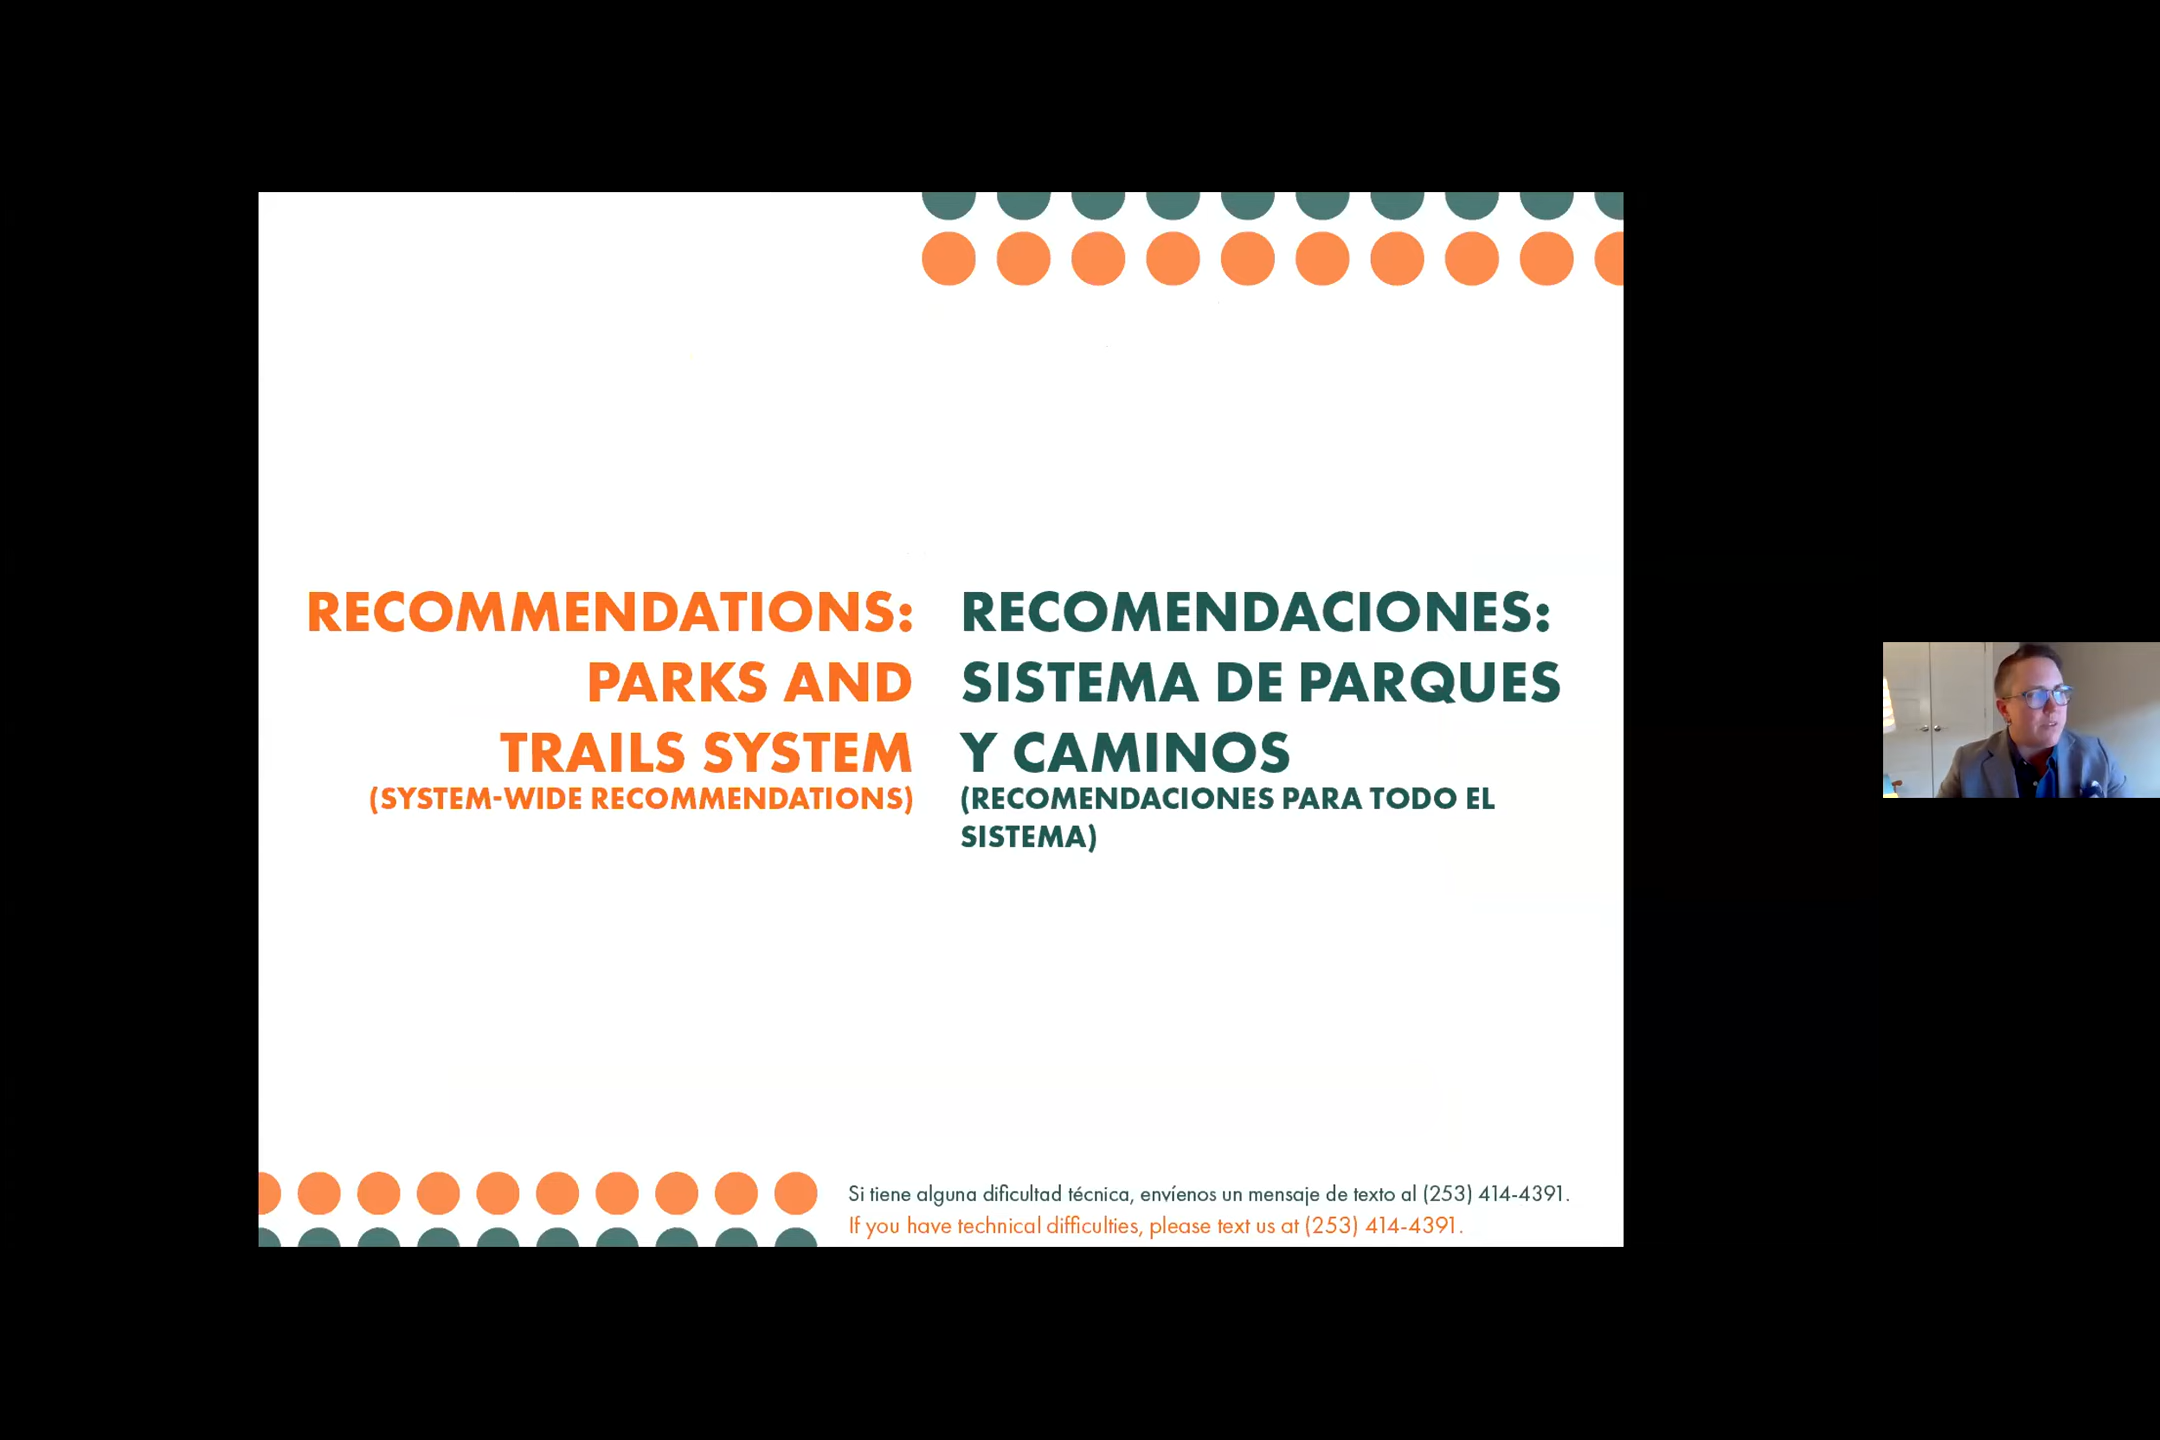 RECOMMENDATIONS:
PARKS AND
TRAILS SYSTEM
(SYSTEM-WIDE RECOMMENDATIONS)
RECOMENDACIONES:
SISTEMA DE PARQUES
Y CAMINOS
(RECOMENDACIONES PARA TODO EL
SISTEMA)
Si tiene alguna dificultad técnica, envíenos un mensaje de texto al (253) 414-4391.
If you have technical difficulties, please text us at (253) 414-4391.